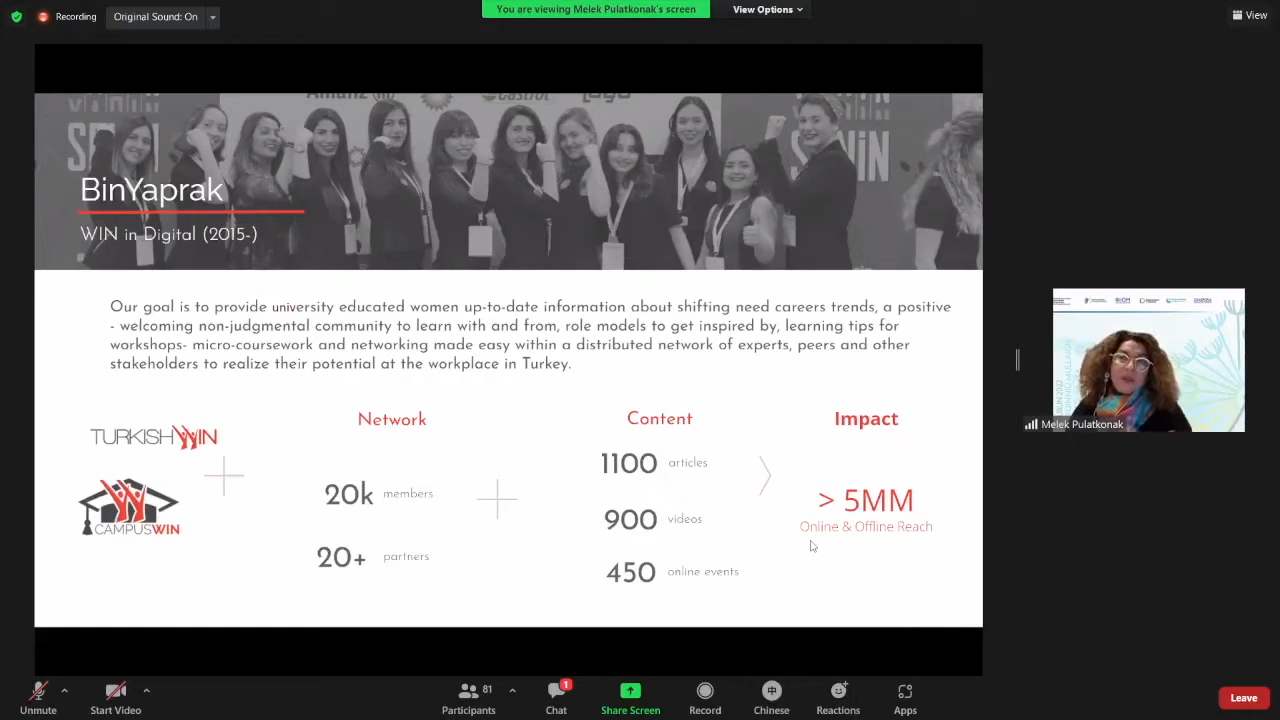 Recording
Original Sound: On
You are viewing Melek Pulatkonak's screen
View Options
View
Allianz
Castrol
BinYaprak
WIN in Digital (2015-)
Our goal is to provide university educated women up-to-date information about shifting need careers trends, a positive
- welcoming non-judgmental community to learn with and from, role models to get inspired by, learning tips for
workshops- micro-coursework and networking made easy within a distributed network of experts, peers and other
stakeholders to realize their potential at the workplace in Turkey.
Network
Content
Impact
TURKISHWIN
CAMPUSWIN
20k members
20+ partners
1100 articles
900 videos
450 online events
> 5MM
Online & Offline Reach
Melek Pulatkonak
Unmute
Start Video
81
Participants
1
Chat
Share Screen
Record
中
Chinese
Reactions
Apps
Leave